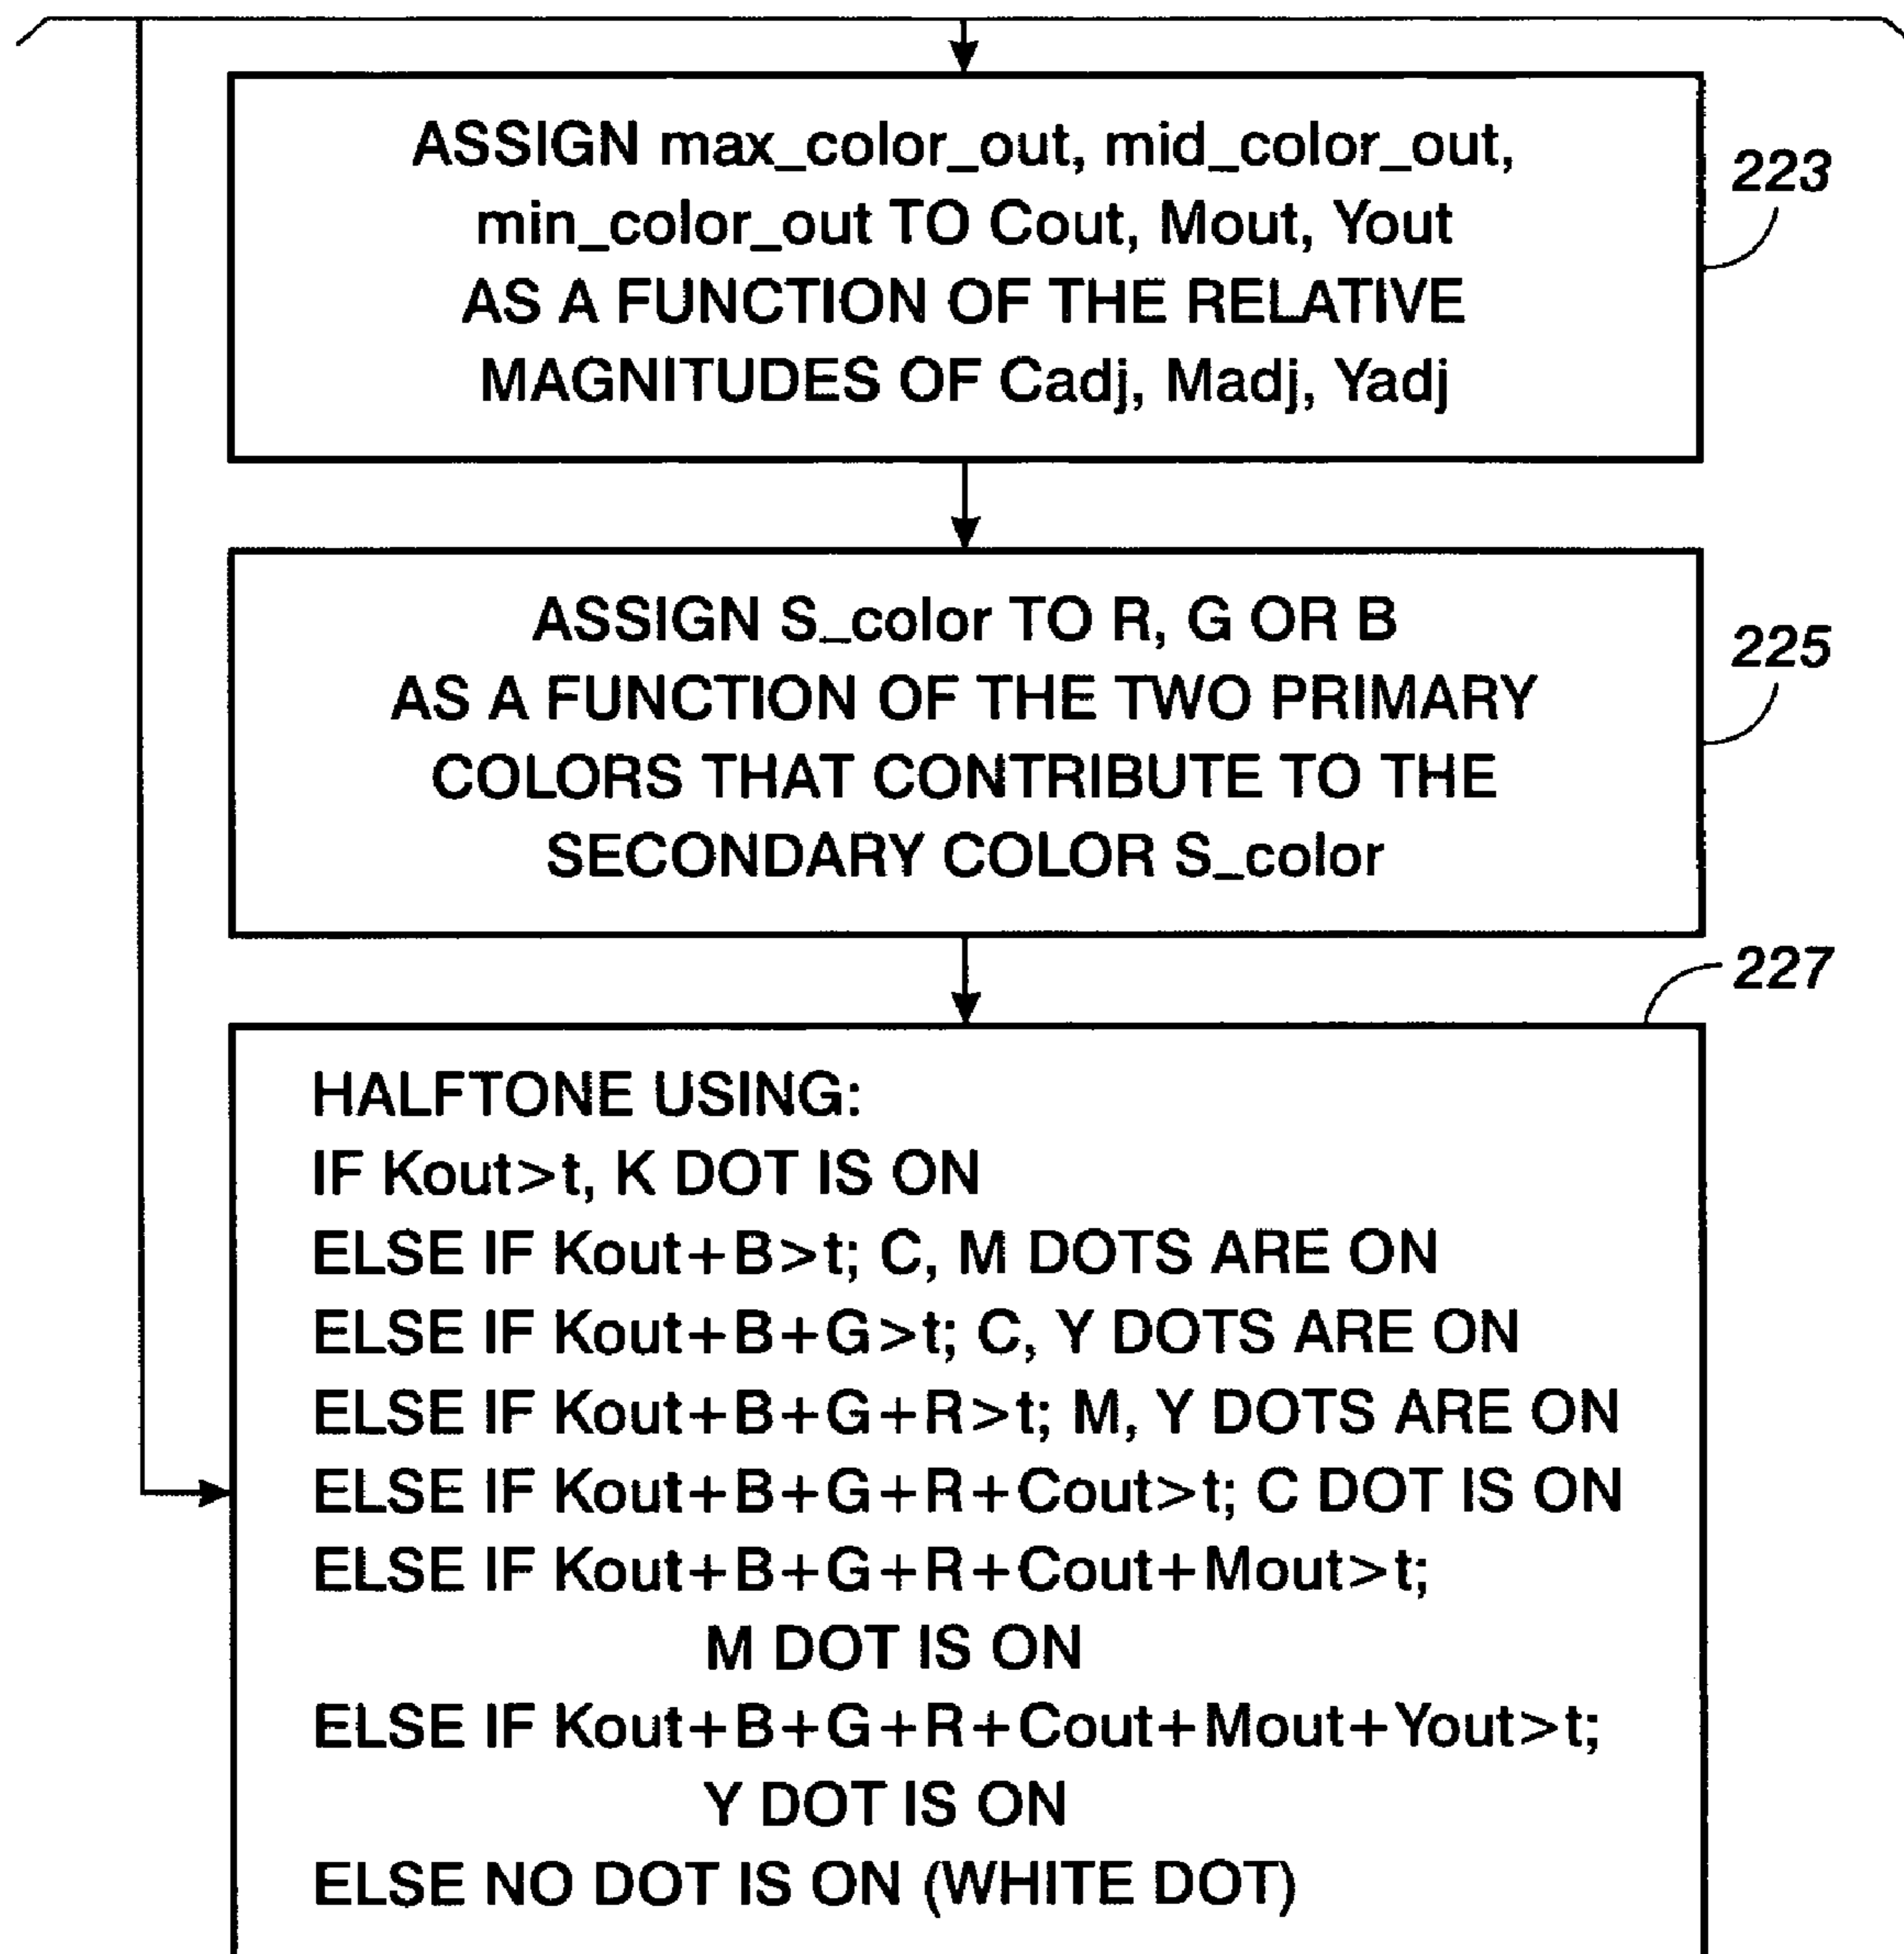 ASSIGN max_color_out, mid_color_out,
min_color_out TO Cout, Mout, Yout
AS A FUNCTION OF THE RELATIVE
MAGNITUDES OF Cadj, Madj, Yadj
223
ASSIGN S_color TO R, G OR B
AS A FUNCTION OF THE TWO PRIMARY
COLORS THAT CONTRIBUTE TO THE
SECONDARY COLOR S_color
225
227
HALFTONE USING:
IF Kout>t, K DOT IS ON
ELSE IF Kout+B>t; C, M DOTS ARE ON
ELSE IF Kout+B+G>t; C, Y DOTS ARE ON
ELSE IF Kout+B+G+R>t; M, Y DOTS ARE ON
ELSE IF Kout+B+G+R+Cout>t; C DOT IS ON
ELSE IF Kout+B+G+R+Cout+Mout>t;
M DOT IS ON
ELSE IF Kout+B+G+R+Cout+Mout+Yout>t;
Y DOT IS ON
ELSE NO DOT IS ON (WHITE DOT)